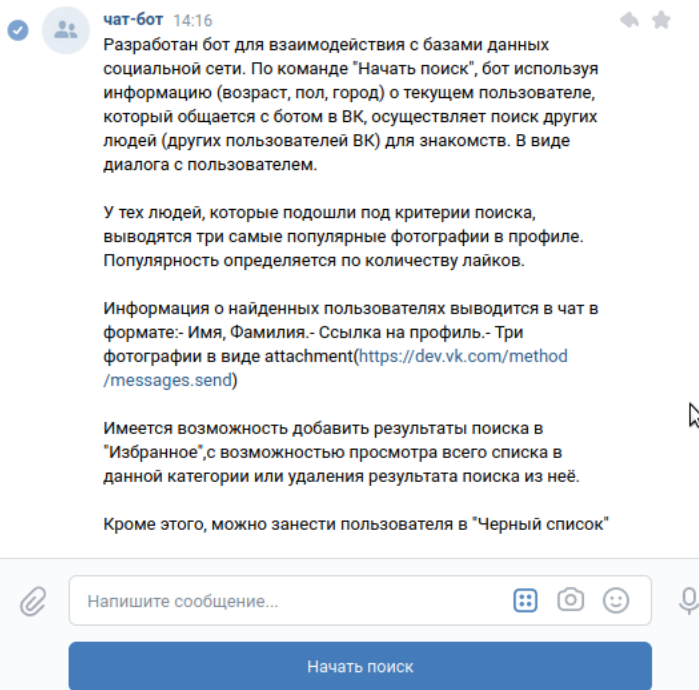 чат-бот 14:16
Разработан бот для взаимодействия с базами данных
социальной сети. По команде "Начать поиск", бот используя
информацию (возраст, пол, город) о текущем пользователе,
который общается с ботом в ВК, осуществляет поиск других
людей (других пользователей ВК) для знакомств. В виде
диалога с пользователем.
У тех людей, которые подошли под критерии поиска,
выводятся три самые популярные фотографии в профиле.
Популярность определяется по количеству лайков.
Информация о найденных пользователях выводится в чат в
формате:- Имя, Фамилия.- Ссылка на профиль.- Три
фотографии в виде attachment(https://dev.vk.com/method
/messages.send)
Имеется возможность добавить результаты поиска в
"Избранное",с возможностью просмотра всего списка в
данной категории или удаления результата поиска из неё.
Кроме этого, можно занести пользователя в "Черный список"
Напишите сообщение...
Начать поиск